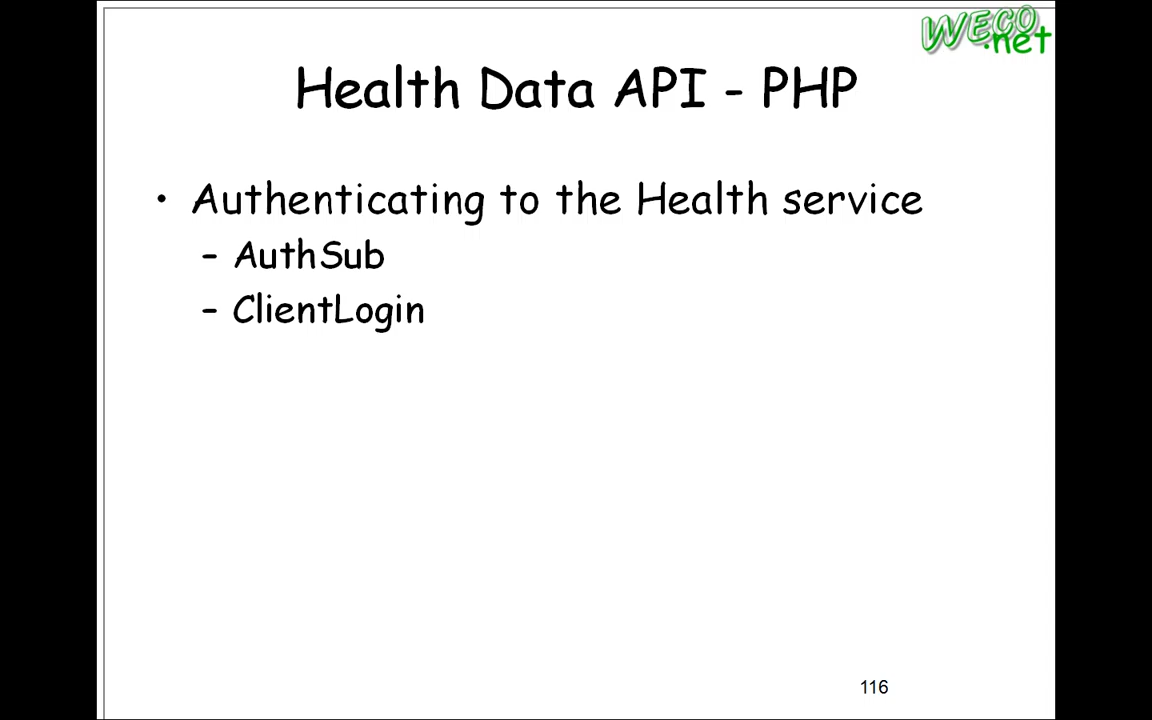 WECO
.net
Health Data API - PHP
• Authenticating to the Health service
– AuthSub
– ClientLogin
116